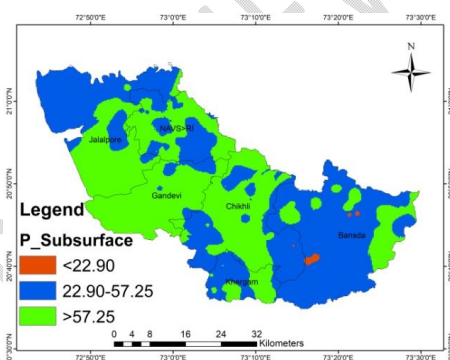 72°50'0"E 73°0'0"E 73°10'0"E 73°20'0"E 73°30'0"E
N
21°0'0"N
Jalalpore
NAVS>RI
20°50'0"N
Gandevi
Chikhli
Legend
Bansda
P_Subsurface
<22.90
Khergam
22.90-57.25
>57.25
0 4 8 16 24 32
Kilometers
72°50'0"E 73°0'0"E 73°10'0"E 73°20'0"E 73°30'0"E